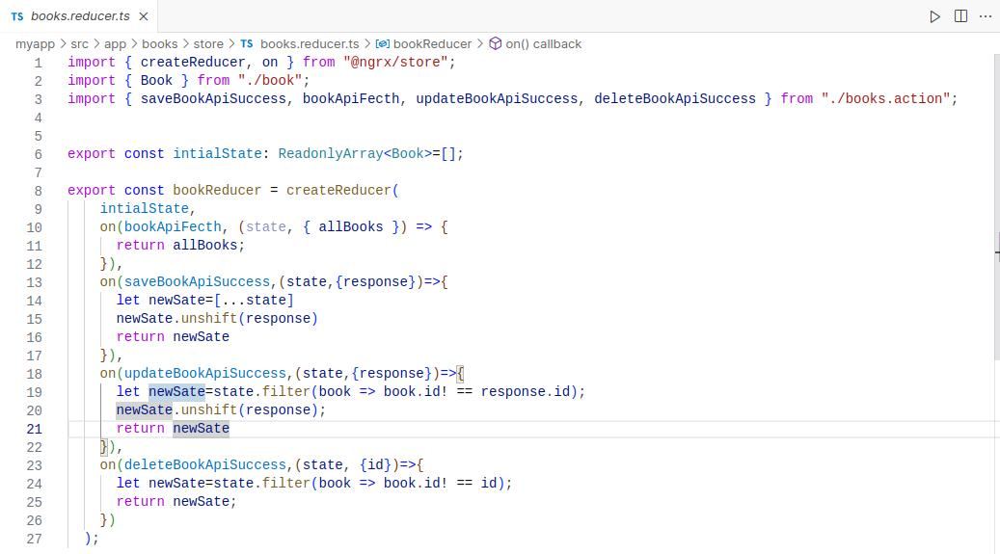 TS books.reducer.ts
myapp > src > app > books > store > TS books.reducer.ts > bookReducer > on() callback
1 import { createReducer, on } from "@ngrx/store";
2 import { Book } from "./book";
3 import { saveBookApiSuccess, bookApiFecth, updateBookApiSuccess, deleteBookApiSuccess } from "./books.action";
4
5
6 export const intialState: ReadonlyArray<Book>=[];
7
8 export const bookReducer = createReducer(
9 intialState,
10 on(bookApiFecth, (state, { allBooks }) => {
11 return allBooks;
12 }),
13 on(saveBookApiSuccess,(state,{response})=>{
14 let newSate=[...state]
15 newSate.unshift(response)
16 return newSate
17 }),
18 on(updateBookApiSuccess,(state,{response})=>{
19 let newSate=state.filter(book => book.id! == response.id);
20 newSate.unshift(response);
21 return newSate
22 }),
23 on(deleteBookApiSuccess,(state, {id})=>{
24 let newSate=state.filter(book => book.id! == id);
25 return newSate;
26 })
27 );